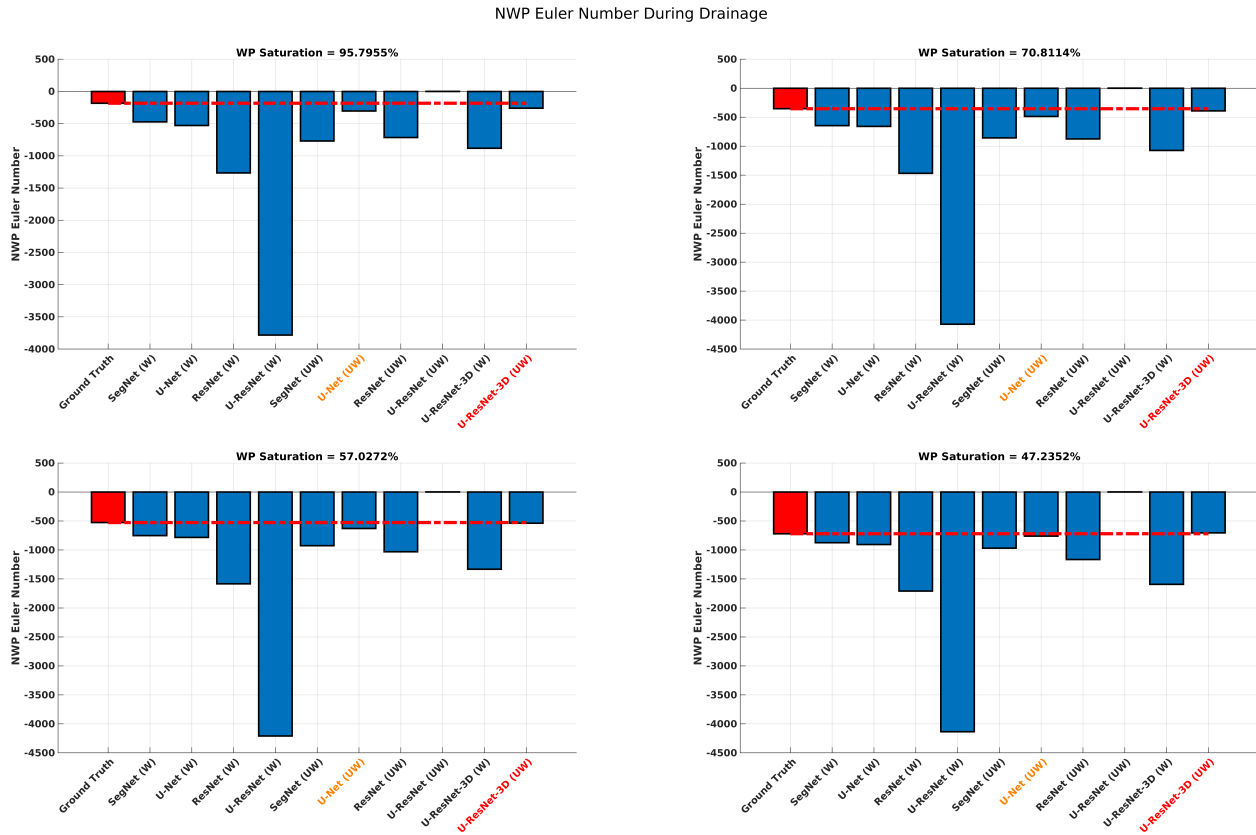 NWP Euler Number During Drainage
WP Saturation = 95.7955%
NWP Euler Number
500
0
-500
-1000
-1500
-2000
-2500
-3000
-3500
-4000
Ground Truth
SegNet (W)
U-Net (W)
ResNet (W)
U-ResNet (W)
SegNet (UW)
U-Net (UW)
ResNet (UW)
U-ResNet (UW)
U-ResNet-3D (W)
U-ResNet-3D (UW)
WP Saturation = 70.8114%
NWP Euler Number
500
0
-500
-1000
-1500
-2000
-2500
-3000
-3500
-4000
-4500
Ground Truth
SegNet (W)
U-Net (W)
ResNet (W)
U-ResNet (W)
SegNet (UW)
U-Net (UW)
ResNet (UW)
U-ResNet (UW)
U-ResNet-3D (W)
U-ResNet-3D (UW)
WP Saturation = 57.0272%
NWP Euler Number
500
0
-500
-1000
-1500
-2000
-2500
-3000
-3500
-4000
-4500
Ground Truth
SegNet (W)
U-Net (W)
ResNet (W)
U-ResNet (W)
SegNet (UW)
U-Net (UW)
ResNet (UW)
U-ResNet (UW)
U-ResNet-3D (W)
U-ResNet-3D (UW)
WP Saturation = 47.2352%
NWP Euler Number
500
0
-500
-1000
-1500
-2000
-2500
-3000
-3500
-4000
-4500
Ground Truth
SegNet (W)
U-Net (W)
ResNet (W)
U-ResNet (W)
SegNet (UW)
U-Net (UW)
ResNet (UW)
U-ResNet (UW)
U-ResNet-3D (W)
U-ResNet-3D (UW)